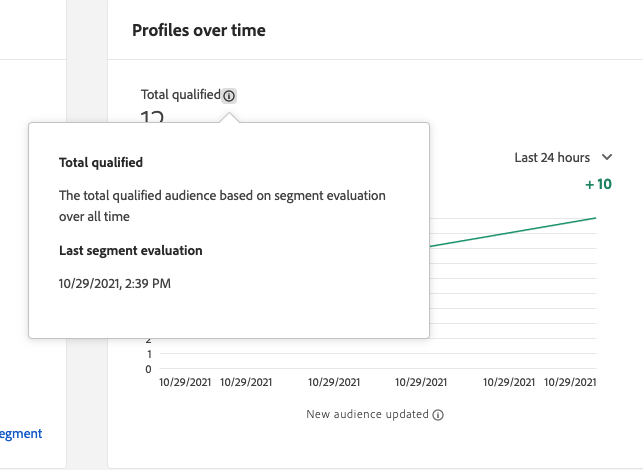 Profiles over time
Total qualified
Total qualified
The total qualified audience based on segment evaluation
over all time
Last segment evaluation
10/29/2021, 2:39 PM
Last 24 hours
+ 10
2
1
0
10/29/2021 10/29/2021 10/29/2021 10/29/2021 10/29/2021 10/29/2021
New audience updated
egment